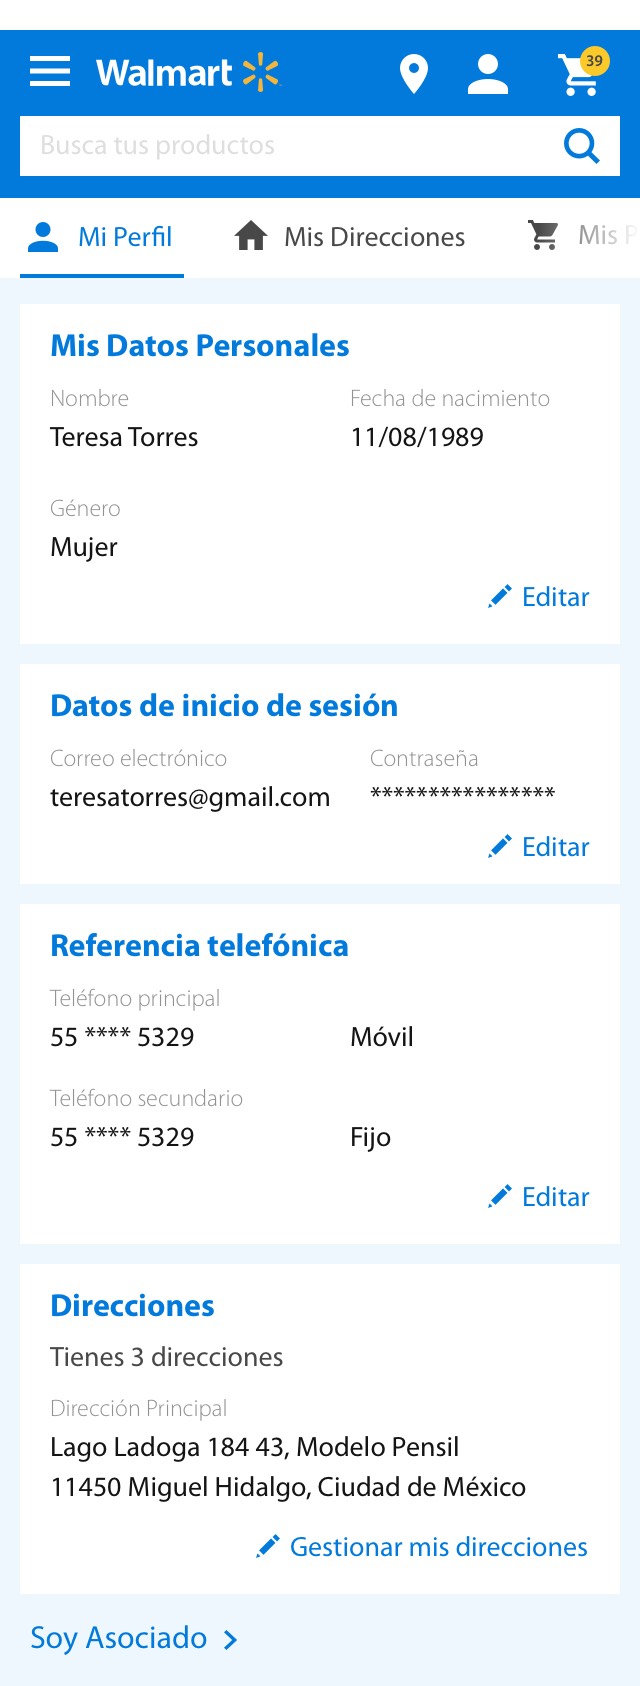 Walmart
39
Busca tus productos
Mi Perfil Mis Direcciones Mis P
Mis Datos Personales
Nombre Fecha de nacimiento
Teresa Torres 11/08/1989
Género
Mujer
Editar
Datos de inicio de sesión
Correo electrónico Contraseña
teresatorres@gmail.com ****************
Editar
Referencia telefónica
Teléfono principal
55 **** 5329 Móvil
Teléfono secundario
55 **** 5329 Fijo
Editar
Direcciones
Tienes 3 direcciones
Dirección Principal
Lago Ladoga 184 43, Modelo Pensil
11450 Miguel Hidalgo, Ciudad de México
Gestionar mis direcciones
Soy Asociado